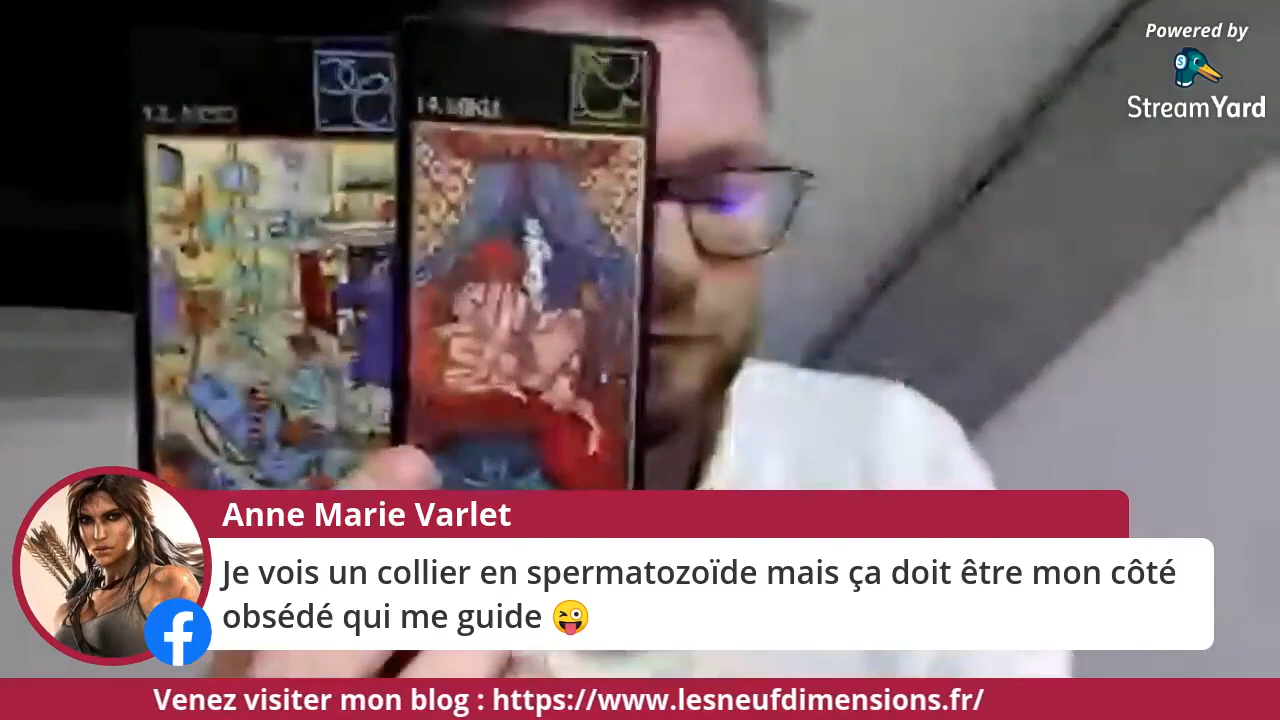 Powered by
StreamYard
Anne Marie Varlet
Je vois un collier en spermatozoïde mais ça doit être mon côté
obsédé qui me guide 😜
Venez visiter mon blog : https://www.lesneufdimensions.fr/